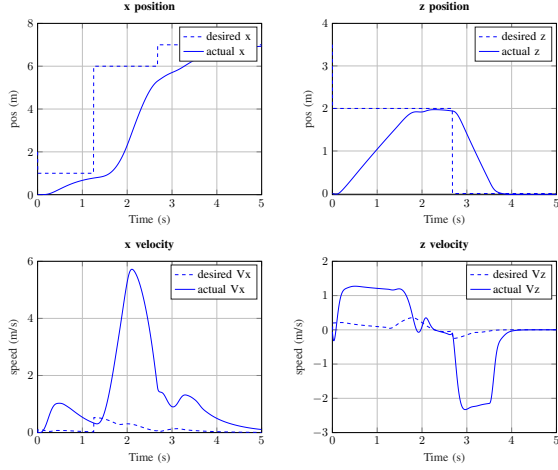 x position
8
6
4
2
0
0
1
2
3
4
5
pos (m)
Time (s)
desired x
actual x
z position
4
3
2
1
0
0
1
2
3
4
5
pos (m)
Time (s)
desired z
actual z
x velocity
6
4
2
0
0
1
2
3
4
5
speed (m/s)
Time (s)
desired Vx
actual Vx
z velocity
2
1
0
−1
−2
−3
0
1
2
3
4
5
speed (m/s)
Time (s)
desired Vz
actual Vz